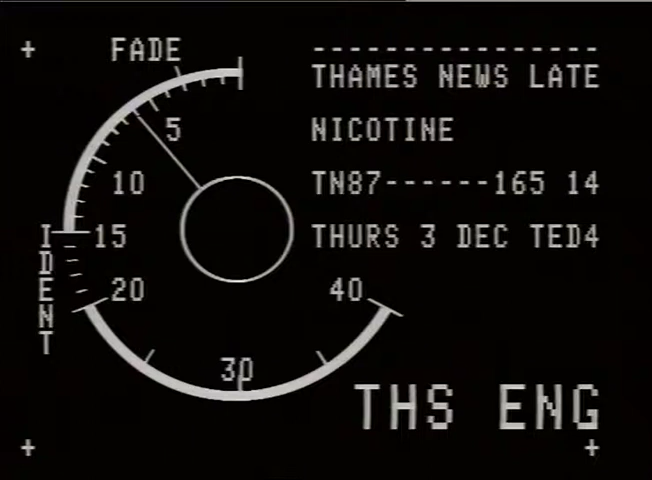 FADE
----------------
THAMES NEWS LATE
NICOTINE
TN87------165 14
THURS 3 DEC TED4
5
10
15
20
30
40
IDENT
THS ENG